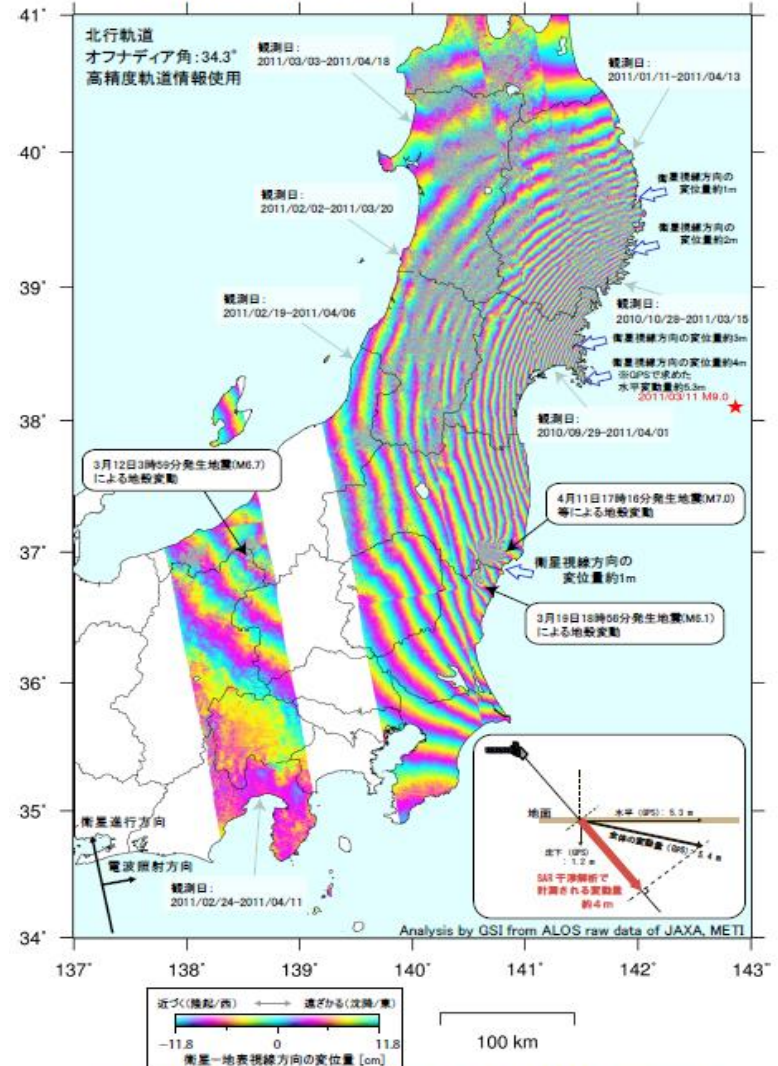 北行軌道
オフナディア角:34.3°
高精度軌道情報使用
観測日:
2011/03/03-2011/04/18
観測日:
2011/01/11-2011/04/13
衛星視線方向の
変位量約1m
観測日:
2011/02/02-2011/03/20
衛星視線方向の
変位量約2m
観測日:
2011/02/19-2011/04/06
観測日:
2010/10/28-2011/03/15
衛星視線方向の変位量約3m
衛星視線方向の変位量約4m
※GPSで求めた
水平変動量約5.3m
2011/03/11 M9.0
観測日:
2010/09/29-2011/04/01
3月12日3時59分発生地震(M6.7)
による地殻変動
4月11日17時16分発生地震(M7.0)
等による地殻変動
衛星視線方向の
変位量約1m
3月19日18時56分発生地震(M6.1)
による地殻変動
地面
水平(GPS):5.3 m
沈下(GPS)
:1.2 m
全体の変動量(GPS):5.4 m
SAR干渉解析で
計測される変動量
約4m
衛星進行方向
電波照射方向
観測日:
2011/02/24-2011/04/11
Analysis by GSI from ALOS raw data of JAXA, METI
41°
40°
39°
38°
37°
36°
35°
34°
137° 138° 139° 140° 141° 142° 143°
近づく(隆起/西) ←→ 遠ざかる(沈降/東)
-11.8 0 11.8
衛星-地表視線方向の変位量 [cm]
100 km